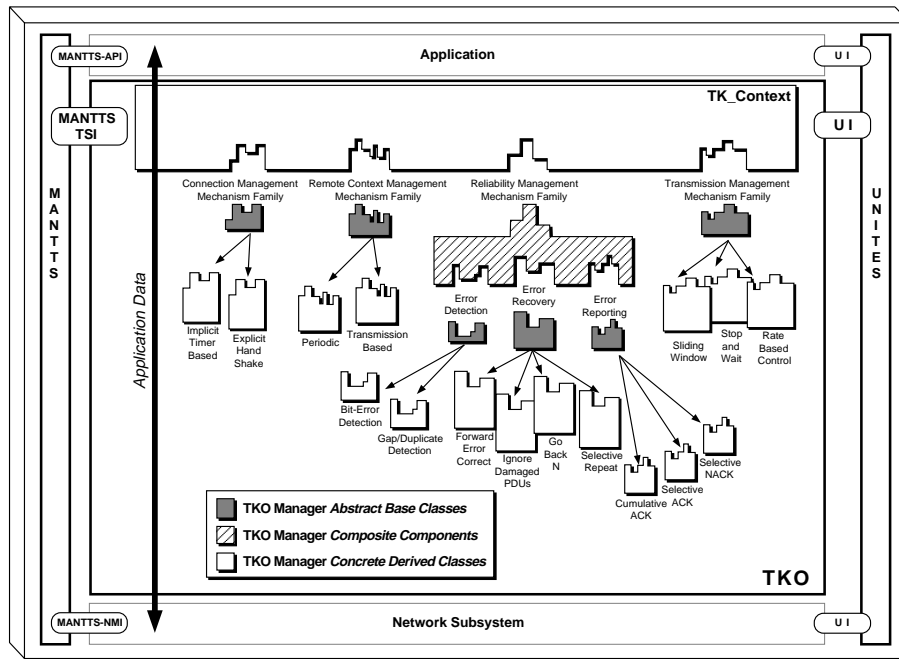 MANTTS-API
Application
U I
TK_Context
MANTTS
TSI
U I
MANTTS
UNITES
Application Data
Connection Management
Mechanism Family
Remote Context Management
Mechanism Family
Reliability Management
Mechanism Family
Transmission Management
Mechanism Family
Implicit
Timer
Based
Explicit
Hand
Shake
Periodic
Transmission
Based
Error
Detection
Error
Recovery
Error
Reporting
Sliding
Window
Stop
and
Wait
Rate
Based
Control
Bit-Error
Detection
Gap/Duplicate
Detection
Forward
Error
Correct
Ignore
Damaged
PDUs
Go
Back
N
Selective
Repeat
Cumulative
ACK
Selective
ACK
Selective
NACK
TKO Manager Abstract Base Classes
TKO Manager Composite Components
TKO Manager Concrete Derived Classes
TKO
MANTTS-NMI
Network Subsystem
U I